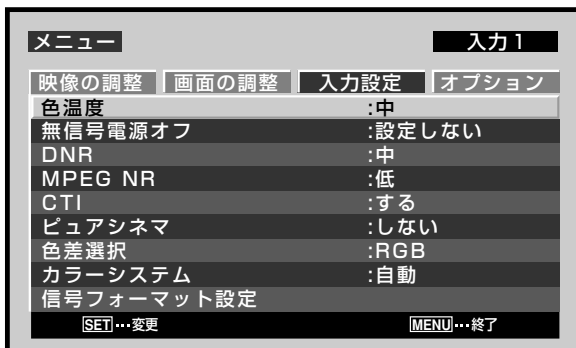 メニュー 入力1
映像の調整 画面の調整 入力設定 オプション
色温度 :中
無信号電源オフ :設定しない
DNR :中
MPEG NR :低
CTI :する
ピュアシネマ :しない
色差選択 :RGB
カラーシステム :自動
信号フォーマット設定
SET…変更 MENU…終了